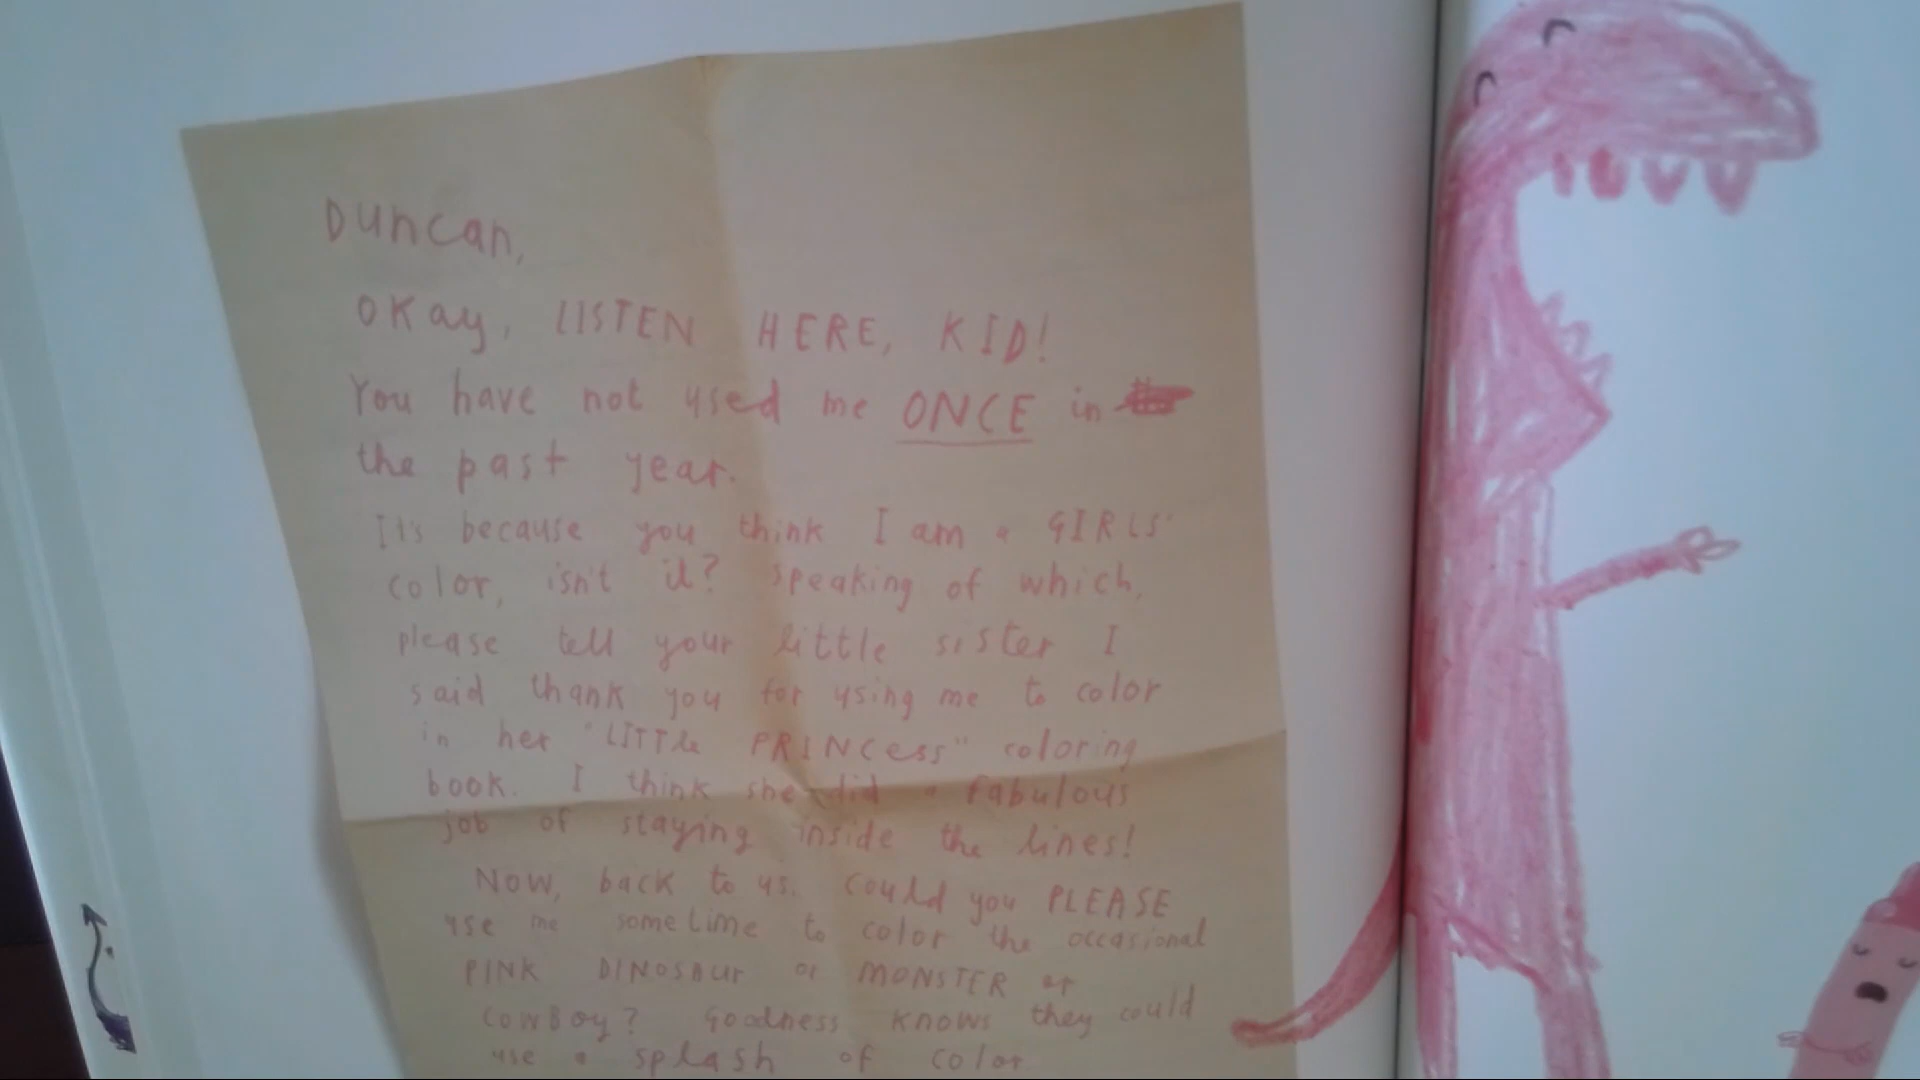 Duncan,
Okay, LISTEN HERE, KID!
You have not used me ONCE in
the past year.
It's because you think I am a GIRLS'
color, isn't it? Speaking of which,
please tell your little sister I
said thank you for using me to color
in her "LITTLe PRINCess" coloring
book. I think she did a fabulous
job of staying inside the lines!
Now, back to us. Could you PLEASE
use me sometime to color the occasional
PINK DINOSAUr or MONSTER or
COWBOy? Goodness knows they could
use a splash of color